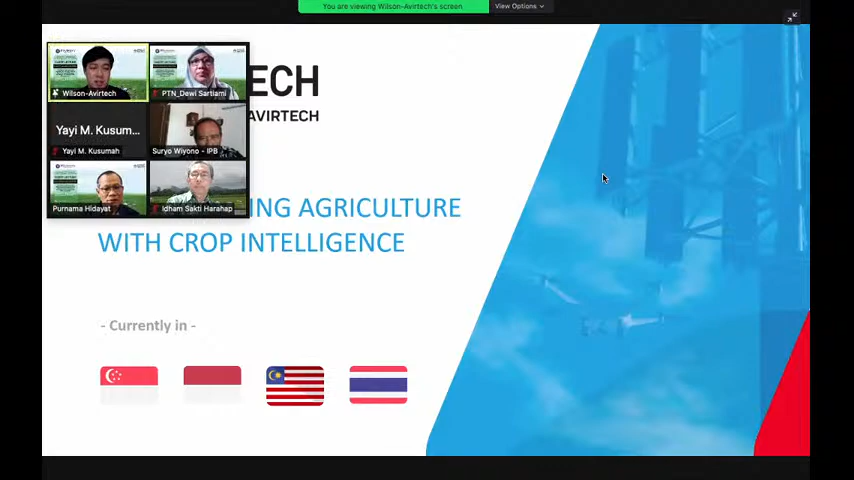 You are viewing Wilson-Avirtech's screen
View Options
Wilson-Avirtech
PTN_Dewi Sartiami
Yayi M. Kusum...
Yayi M. Kusumah
Suryo Wiyono - IPB
Purnama Hidayat
Idham Sakti Harahap
ECH
AVIRTECH
ING AGRICULTURE
WITH CROP INTELLIGENCE
- Currently in -